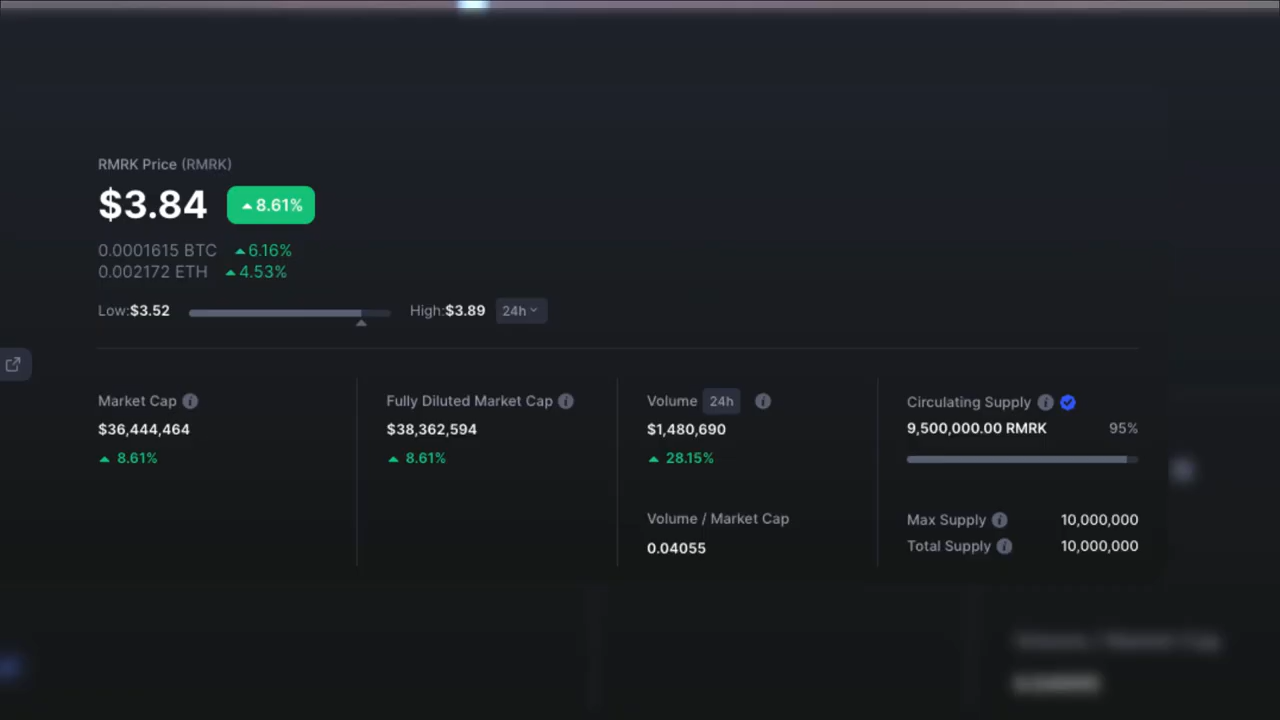 RMRK Price (RMRK)
$3.84 8.61%
0.0001615 BTC 6.16%
0.002172 ETH 4.53%
Low:$3.52 High:$3.89 24h
Market Cap
$36,444,464
8.61%
Fully Diluted Market Cap
$38,362,594
8.61%
Volume 24h
$1,480,690
28.15%
Volume / Market Cap
0.04055
Circulating Supply
9,500,000.00 RMRK 95%
Max Supply 10,000,000
Total Supply 10,000,000